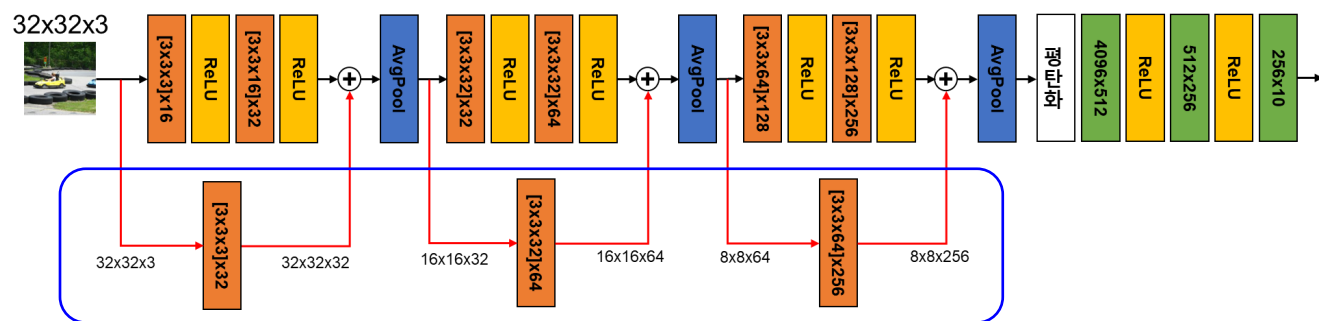 32x32x3
[3x3x3]x16
ReLU
[3x3x16]x32
ReLU
AvgPool
[3x3x32]x32
ReLU
[3x3x32]x64
ReLU
AvgPool
[3x3x64]x128
ReLU
[3x3x128]x256
ReLU
AvgPool
평탄화
4096x512
ReLU
512x256
ReLU
256x10
[3x3x3]x32
32x32x3
32x32x32
[3x3x32]x64
16x16x32
16x16x64
[3x3x64]x256
8x8x64
8x8x256